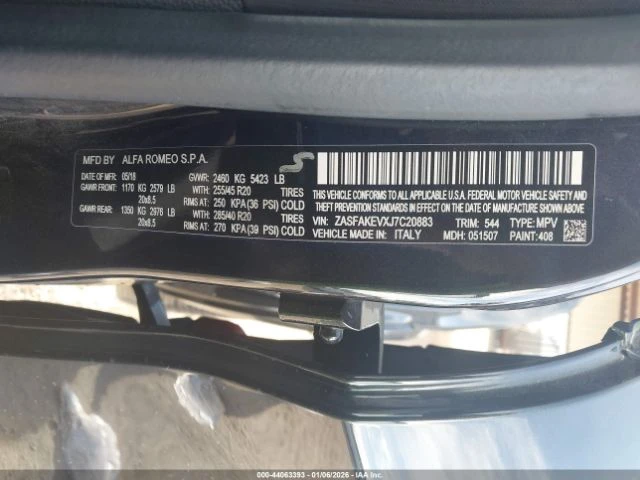 MFD BY ALFA ROMEO S.P.A.
S
DATE OF MFR: 05/18 GVWR: 2460 KG 5423 LB
GAWR FRONT: 1170 KG 2579 LB WITH 255/45 R20 TIRES
20x8.5 RIMS AT: 250 KPA(36 PSI) COLD
GAWR REAR: 1350 KG 2976 LB WITH 285/40 R20 TIRES
20x8.5 RIMS AT: 270 KPA(39 PSI) COLD
THIS VEHICLE CONFORMS TO ALL APPLICABLE FEDERAL MOTOR VEHICLE
SAFETY, BUMPER, AND THEFT PREVENTION STANDARDS IN
EFFECT ON THE DATE OF MANUFACTURE SHOWN ABOVE.
VIN: ZASFAKEVXJ7C20883 TRIM: 544 TYPE: MPV
VEHICLE MADE IN: ITALY MDH: 051507 PAINT: 408
000-44063393 - 01/06/2026 - IAA Inc.